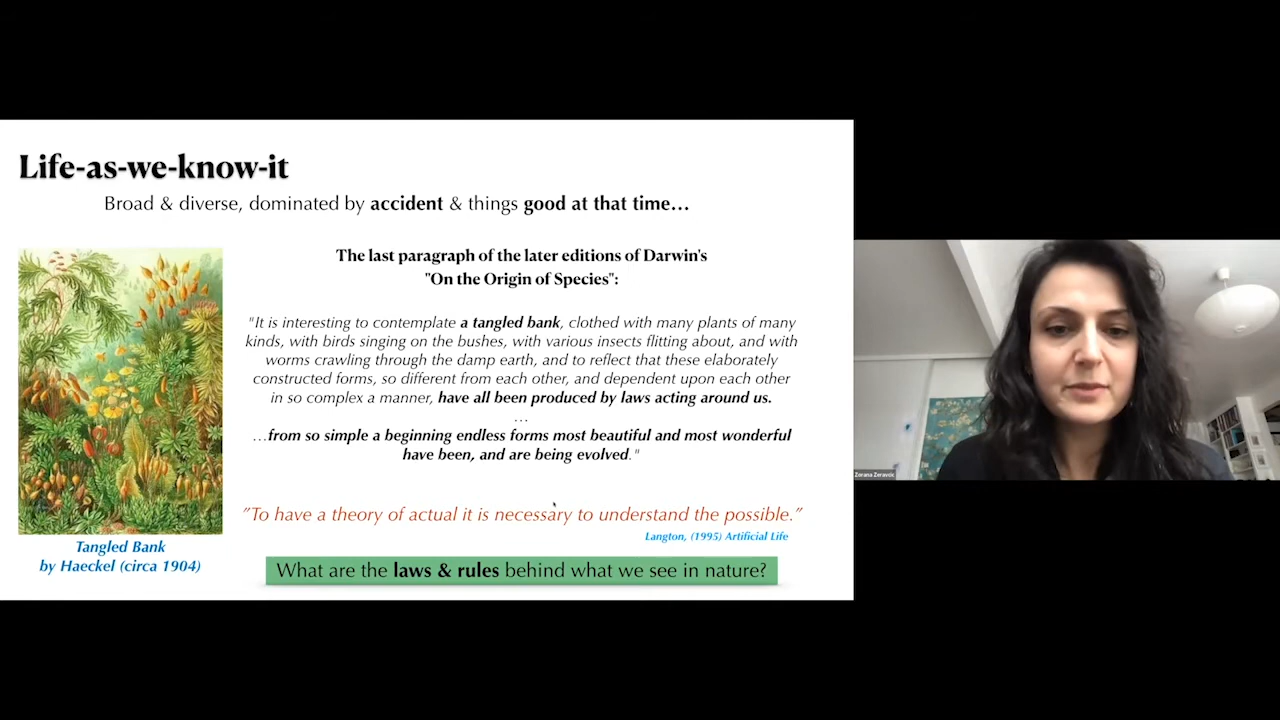 Life-as-we-know-it
Broad & diverse, dominated by accident & things good at that time...
The last paragraph of the later editions of Darwin's
"On the Origin of Species":
"It is interesting to contemplate a tangled bank, clothed with many plants of many
kinds, with birds singing on the bushes, with various insects flitting about, and with
worms crawling through the damp earth, and to reflect that these elaborately
constructed forms, so different from each other, and dependent upon each other
in so complex a manner, have all been produced by laws acting around us.
...
...from so simple a beginning endless forms most beautiful and most wonderful
have been, and are being evolved."
Tangled Bank
by Haeckel (circa 1904)
"To have a theory of actual it is necessary to understand the possible."
Langton, (1995) Artificial Life
What are the laws & rules behind what we see in nature?
Zorana Zeravcic